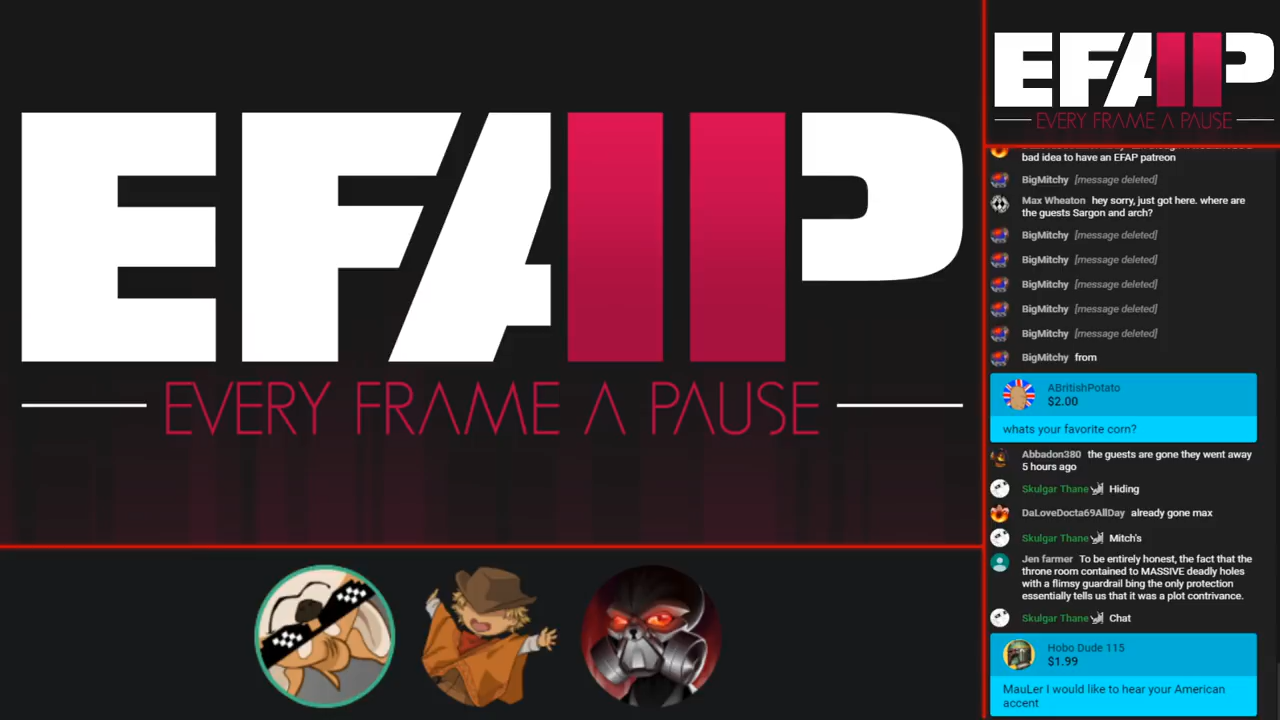 EFAP
EVERY FRAME A PAUSE
EFAP
EVERY FRAME A PAUSE
bad idea to have an EFAP patreon
BigMitchy [message deleted]
Max Wheaton hey sorry, just got here. where are
the guests Sargon and arch?
BigMitchy [message deleted]
BigMitchy [message deleted]
BigMitchy [message deleted]
BigMitchy [message deleted]
BigMitchy [message deleted]
BigMitchy from
ABritishPotato
$2.00
whats your favorite corn?
Abbadon380 the guests are gone they went away
5 hours ago
Skulgar Thane Hiding
DaLoveDocta69AllDay already gone max
Skulgar Thane Mitch's
Jen farmer To be entirely honest, the fact that the
throne room contained to MASSIVE deadly holes
with a flimsy guardrail bing the only protection
essentially tells us that it was a plot contrivance.
Skulgar Thane Chat
Hobo Dude 115
$1.99
MauLer I would like to hear your American
accent